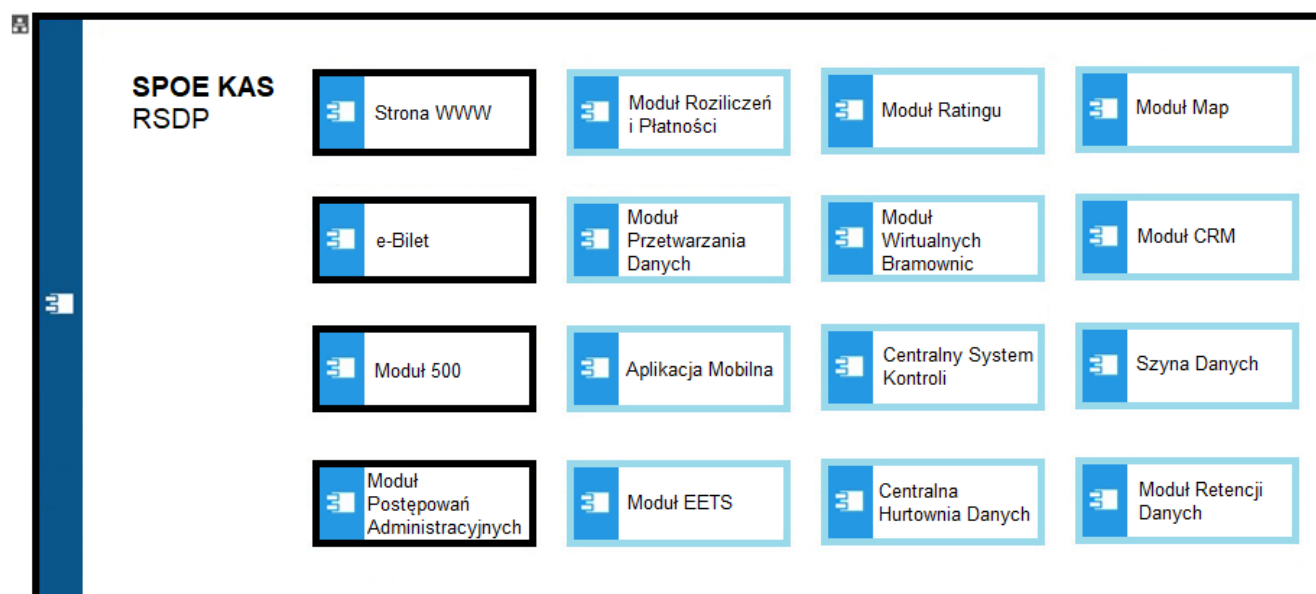 SPOE KAS
RSDP
Strona WWW
Moduł Roziliczeń
i Płatności
Moduł Ratingu
Moduł Map
e-Bilet
Moduł
Przetwarzania
Danych
Moduł
Wirtualnych
Bramownic
Moduł CRM
Moduł 500
Aplikacja Mobilna
Centralny System
Kontroli
Szyna Danych
Moduł
Postępowań
Administracyjnych
Moduł EETS
Centralna
Hurtownia Danych
Moduł Retencji
Danych